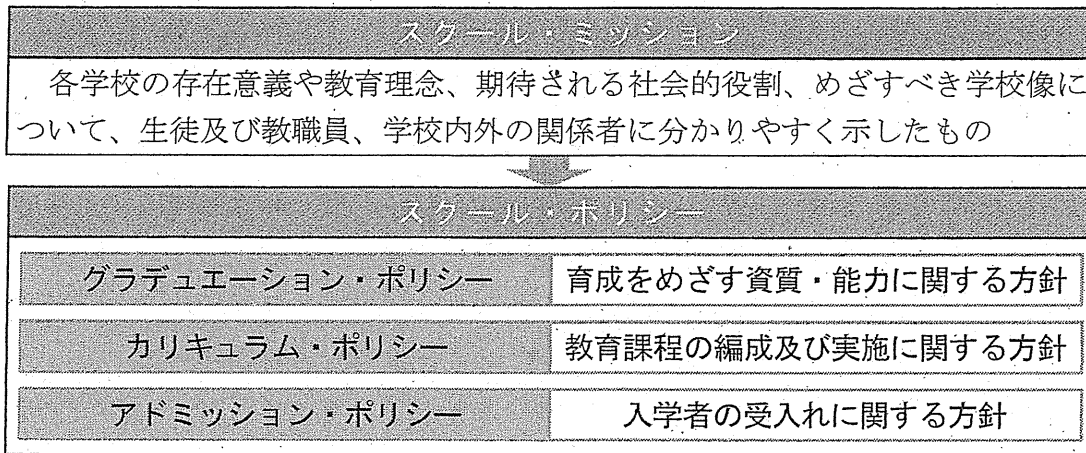 スクール・ミッション
各学校の存在意義や教育理念、期待される社会的役割、めざすべき学校像に
ついて、生徒及び教職員、学校内外の関係者に分かりやすく示したもの
スクール・ポリシー
グラデュエーション・ポリシー 育成をめざす資質・能力に関する方針
カリキュラム・ポリシー 教育課程の編成及び実施に関する方針
アドミッション・ポリシー 入学者の受入れに関する方針